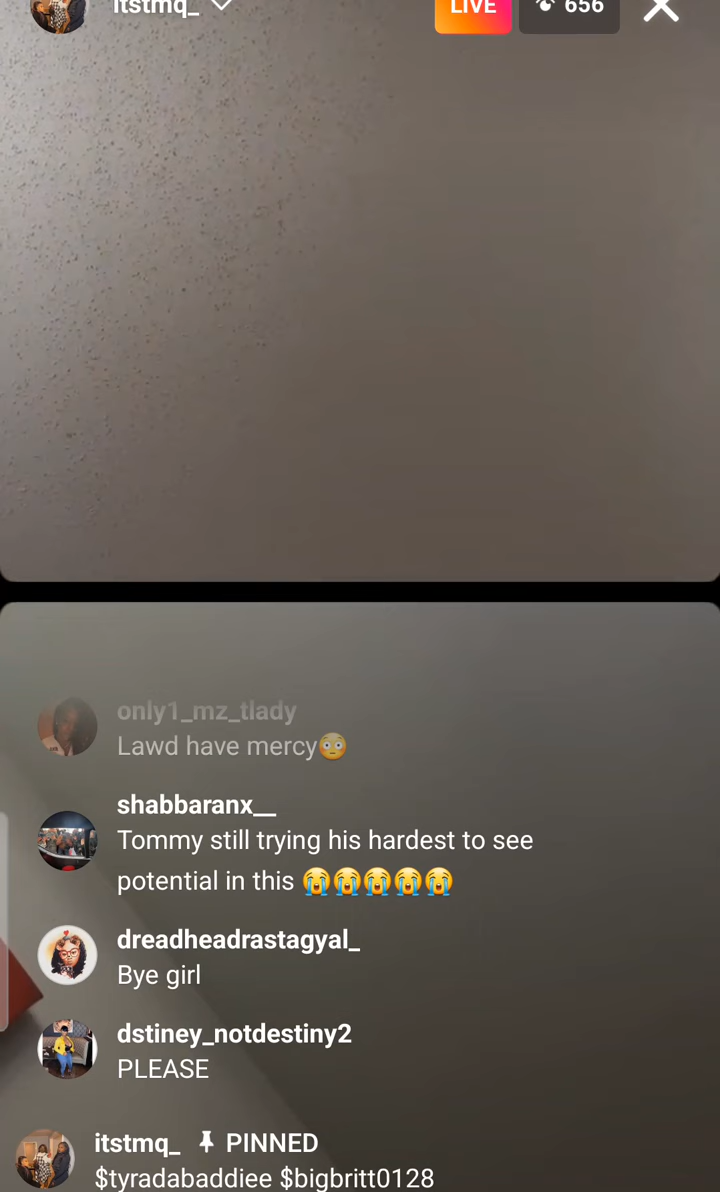 itstmq_
LIVE
656
only1_mz_tlady
Lawd have mercy😳
shabbaranx__
Tommy still trying his hardest to see
potential in this 😭😭😭😭😭
dreadheadrastagyal_
Bye girl
dstiney_notdestiny2
PLEASE
itstmq_ 📌 PINNED
$tyradabaddiee $bigbritt0128